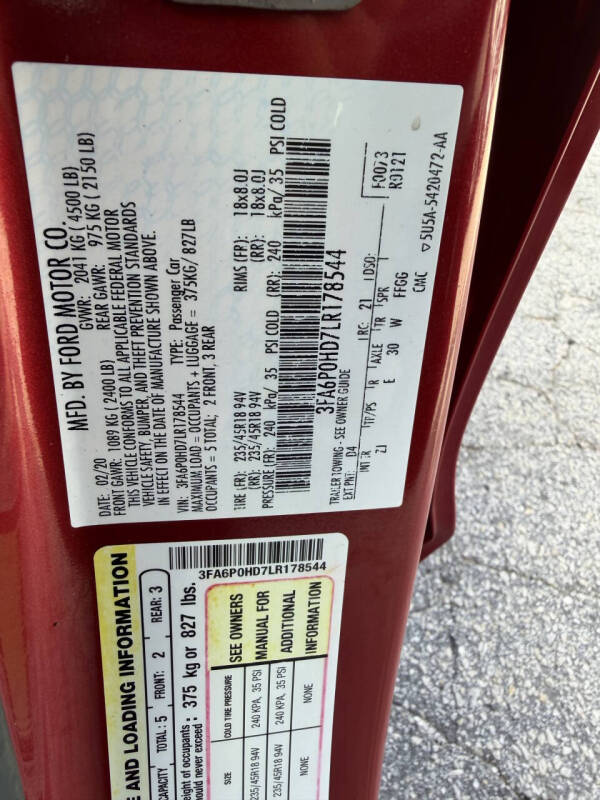 MFD. BY FORD MOTOR CO.
DATE: 02/20 GVWR: 2041 KG ( 4500 LB)
FRONT GAWR: 1089 KG ( 2400 LB) REAR GAWR: 975 KG ( 2150 LB)
THIS VEHICLE CONFORMS TO ALL APPLICABLE FEDERAL MOTOR
VEHICLE SAFETY, BUMPER, AND THEFT PREVENTION STANDARDS
IN EFFECT ON THE DATE OF MANUFACTURE SHOWN ABOVE.
VIN: 3FA6P0HD7LR178544 TYPE: Passenger Car
MAXIMUM LOAD = OCCUPANTS + LUGGAGE = 375KG/ 827LB
OCCUPANTS = 5 TOTAL; 2 FRONT, 3 REAR
TIRE (FR): 235/45R18 94V RIMS (FR): 18x8.0J
(RR): 235/45R18 94V (RR): 18x8.0J
PRESSURE (FR): 240 kPa/ 35 PSI COLD (RR): 240 kPa/ 35 PSI COLD
3FA6P0HD7LR178544
TRAILER TOWING - SEE OWNER GUIDE
EXT PNT: D4 RC: 21 DSO: F0073
R0121
INT TR TP/PS R AXLE TR SPR
Z1 E 30 W FFGG
CMC
5U5A-5420472-AA
3FA6P0HD7LR178544
E AND LOADING INFORMATION
CAPACITY TOTAL : 5 FRONT: 2 REAR: 3
eight of occupants
ould never exceed : 375 kg or 827 lbs.
SIZE COLD TIRE PRESSURE
235/45R18 94V 240 KPA, 35 PSI
235/45R18 94V 240 KPA, 35 PSI
NONE NONE
SEE OWNERS
MANUAL FOR
ADDITIONAL
INFORMATION